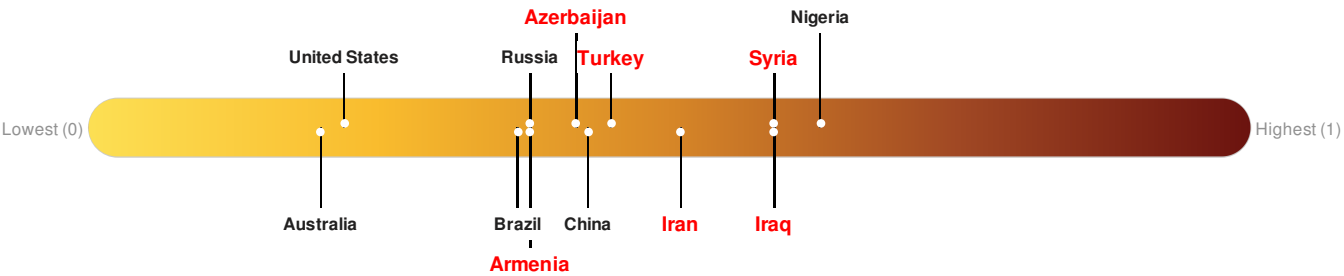 Azerbaijan
Nigeria
United States
Russia
Turkey
Syria
Lowest (0)
Highest (1)
Australia
Brazil
China
Iran
Iraq
Armenia